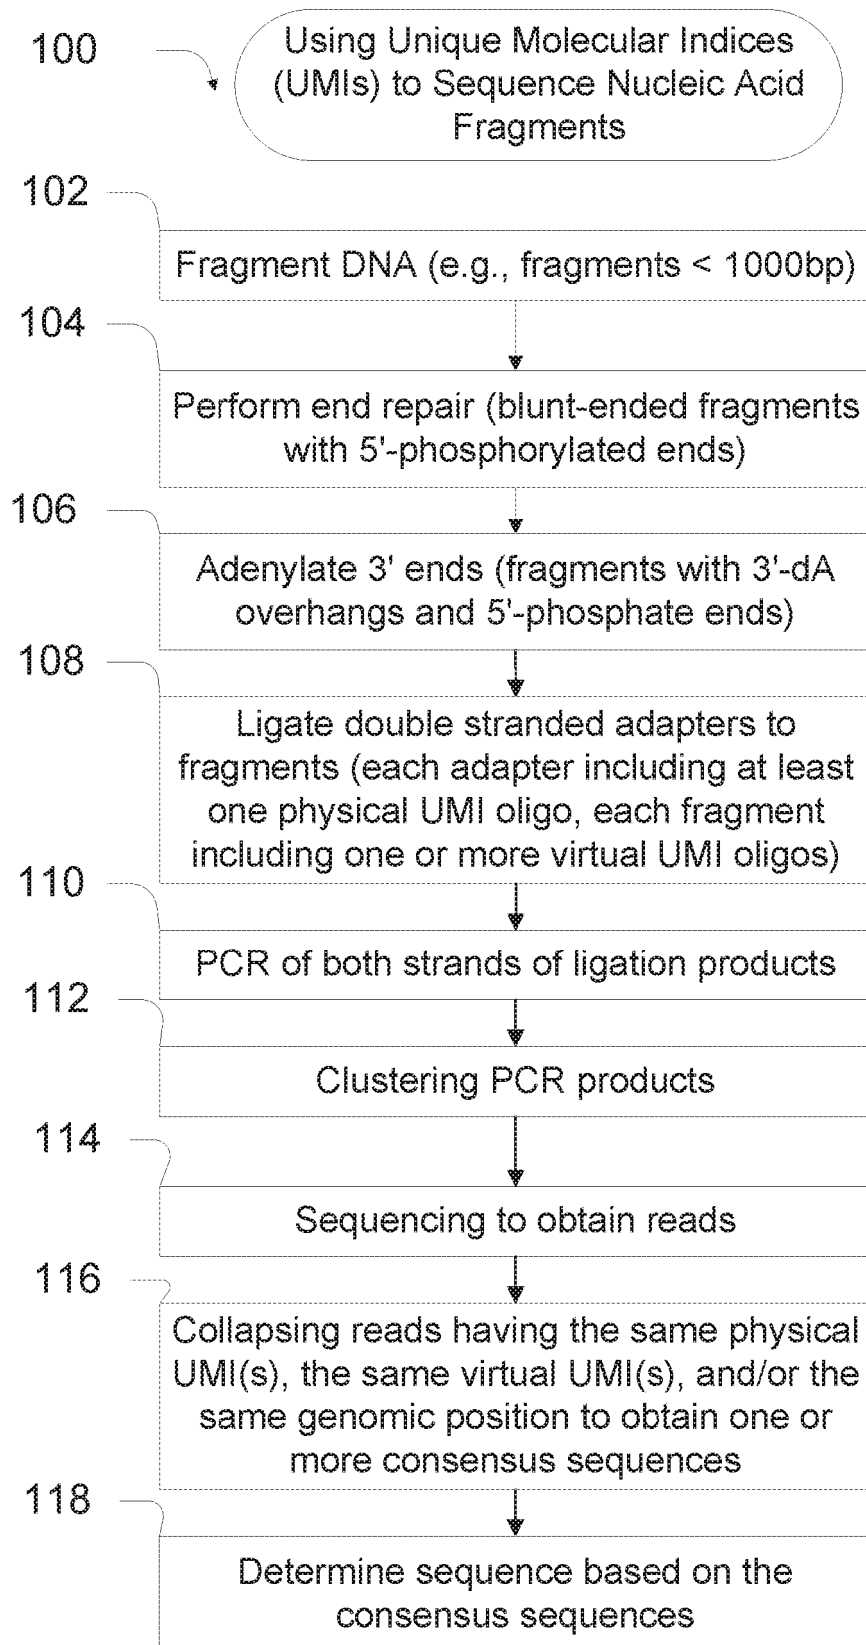 100
Using Unique Molecular Indices
(UMIs) to Sequence Nucleic Acid
Fragments
102
Fragment DNA (e.g., fragments < 1000bp)
104
Perform end repair (blunt-ended fragments
with 5'-phosphorylated ends)
106
Adenylate 3' ends (fragments with 3'-dA
overhangs and 5'-phosphate ends)
108
Ligate double stranded adapters to
fragments (each adapter including at least
one physical UMI oligo, each fragment
including one or more virtual UMI oligos)
110
PCR of both strands of ligation products
112
Clustering PCR products
114
Sequencing to obtain reads
116
Collapsing reads having the same physical
UMI(s), the same virtual UMI(s), and/or the
same genomic position to obtain one or
more consensus sequences
118
Determine sequence based on the
consensus sequences